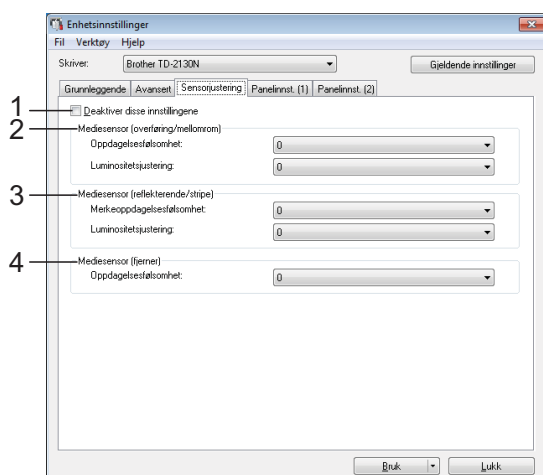 Enhetsinnstillinger
Fil Verktøy Hjelp
Skriver: Brother TD-2130N Gjeldende innstillinger
Grunnleggende Avansert Sensorjustering Panelinnst. (1) Panelinnst. (2)
1 Deaktiver disse innstillingene
2 Mediesensor (overføring/mellomrom)
Oppdagelsesfølsomhet: 0
Luminositetsjustering: 0
3 Mediesensor (reflekterende/stripe)
Merkeoppdagelsesfølsomhet: 0
Luminositetsjustering: 0
4 Mediesensor (fjerner)
Oppdagelsesfølsomhet: 0
Bruk Lukk